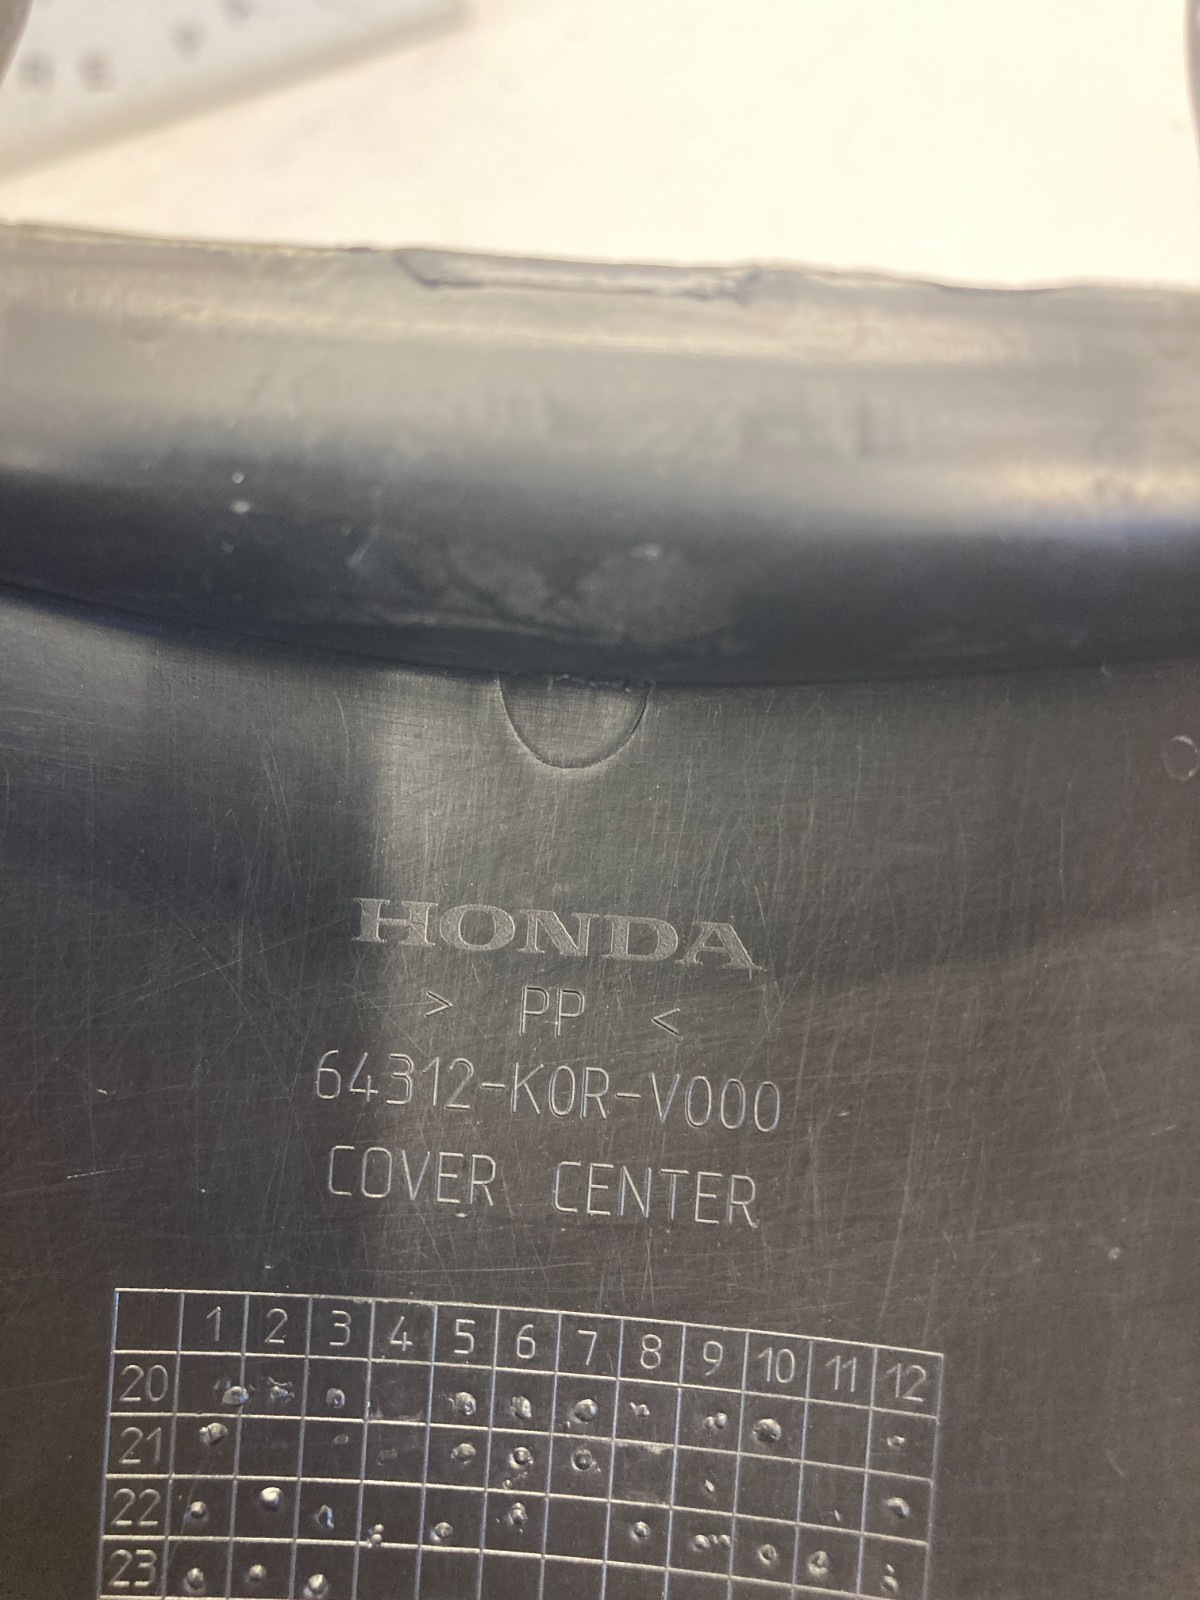 HONDA
> PP <
64312-K0R-V000
COVER CENTER
1 2 3 4 5 6 7 8 9 10 11 12
20
21
22
23